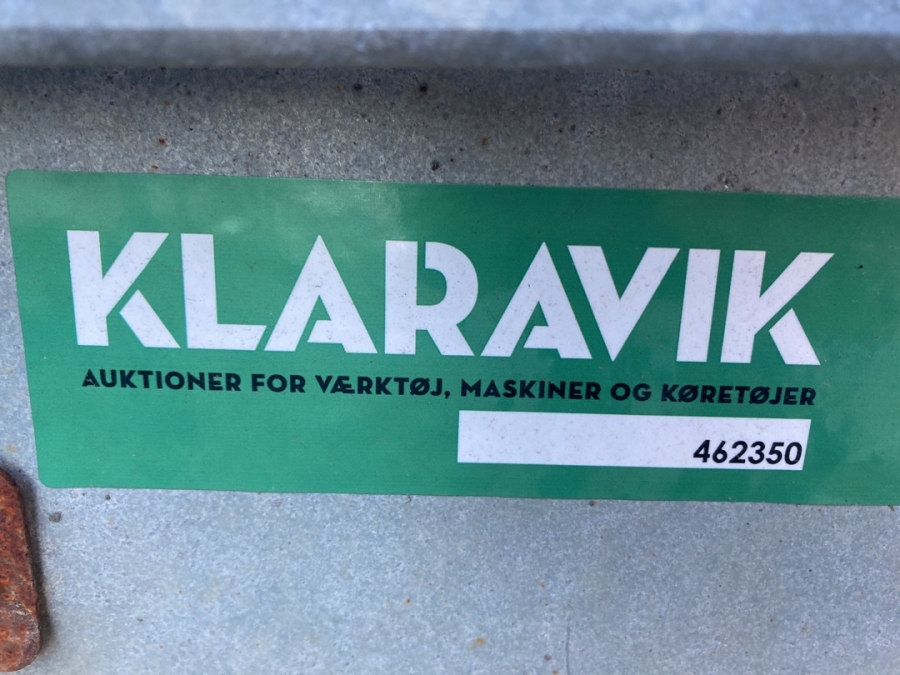 KLARAVIK
AUKTIONER FOR VÆRKTØJ, MASKINER OG KØRETØJER
462350